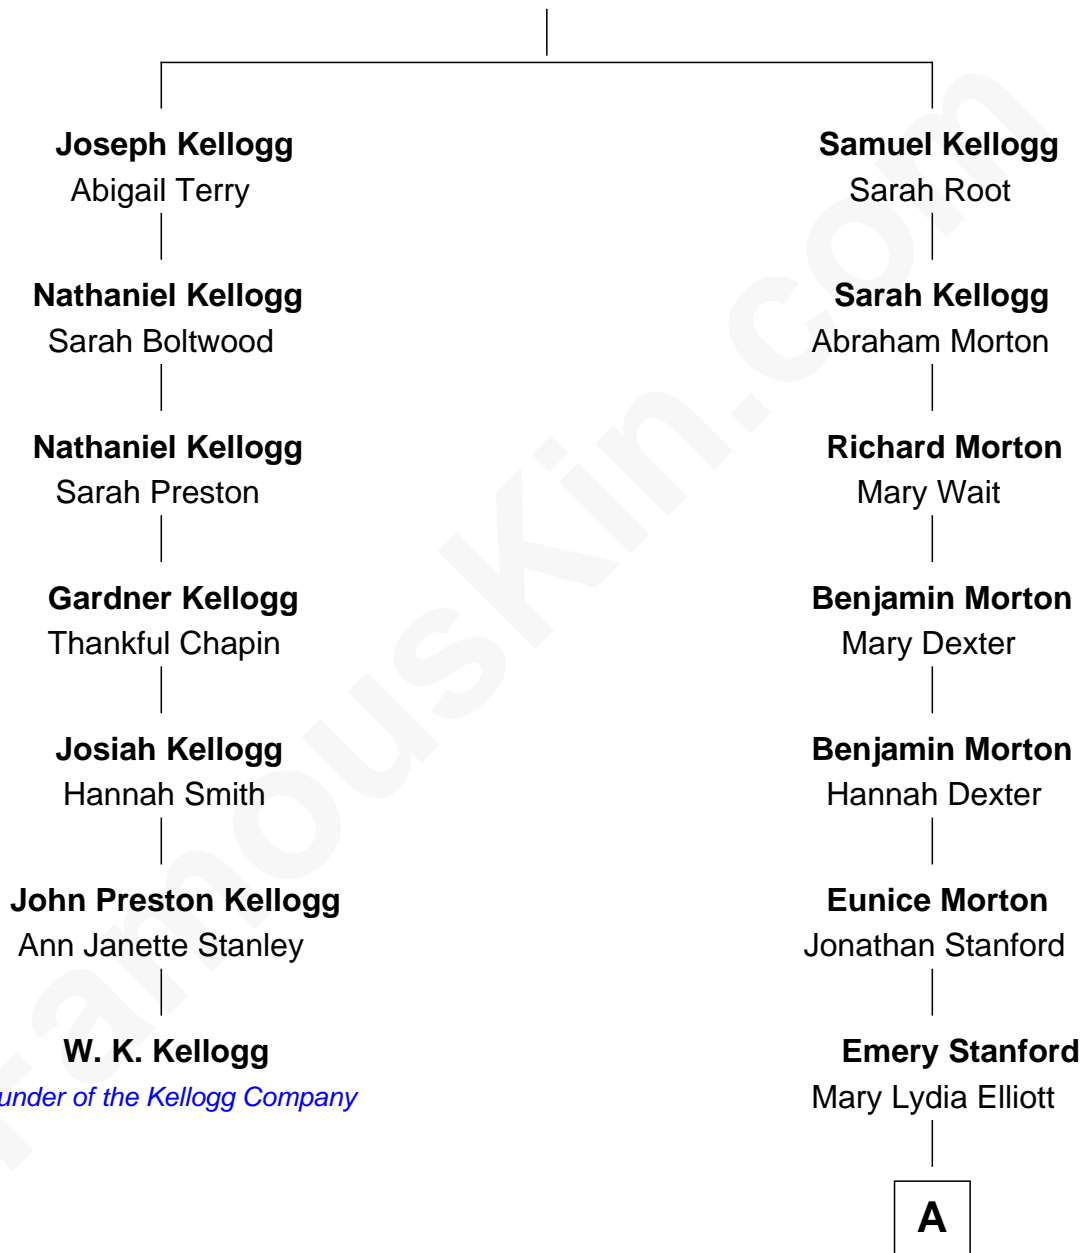 Joseph Kellogg
Abigail Terry
Samuel Kellogg
Sarah Root
Nathaniel Kellogg
Sarah Boltwood
Sarah Kellogg
Abraham Morton
Nathaniel Kellogg
Sarah Preston
Richard Morton
Mary Wait
Gardner Kellogg
Thankful Chapin
Benjamin Morton
Mary Dexter
Josiah Kellogg
Hannah Smith
Benjamin Morton
Hannah Dexter
John Preston Kellogg
Ann Janette Stanley
Eunice Morton
Jonathan Stanford
W. K. Kellogg
under of the Kellogg Company
Emery Stanford
Mary Lydia Elliott
A
FamousKin.com